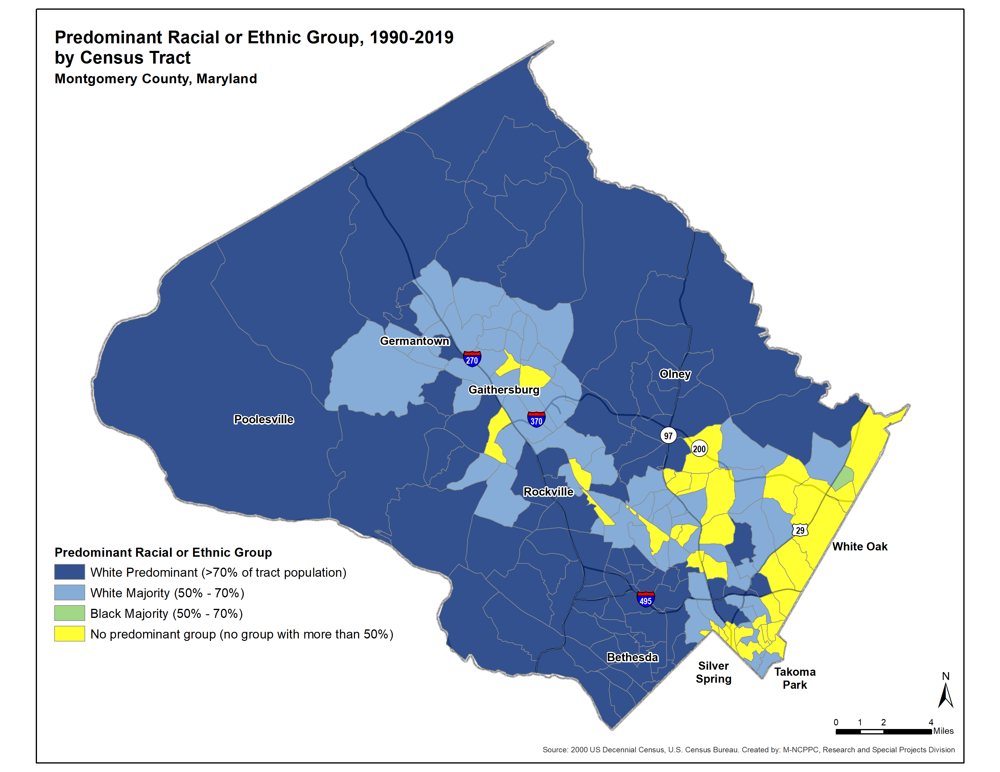 Predominant Racial or Ethnic Group, 1990-2019
by Census Tract
Montgomery County, Maryland
Germantown
270
Olney
Gaithersburg
Poolesville
370
97
200
Rockville
29
White Oak
Predominant Racial or Ethnic Group
White Predominant (>70% of tract population)
White Majority (50% - 70%)
Black Majority (50% - 70%)
No predominant group (no group with more than 50%)
495
Bethesda
Silver
Spring
Takoma
Park
N
0 1 2 4
Miles
Source: 2000 US Decennial Census, U.S. Census Bureau. Created by: M-NCPPC, Research and Special Projects Division